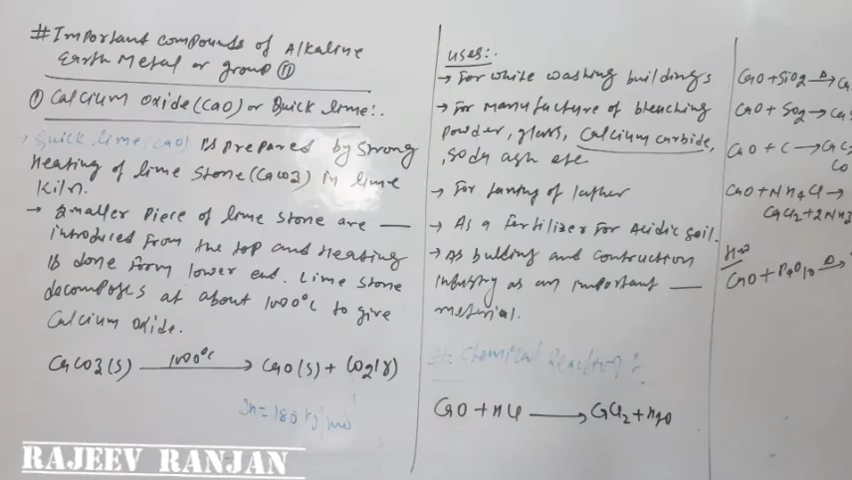 #Important compounds of Alkaline
Earth Metal or group (II)
① Calcium Oxide(CaO) or Quick lime:.
→ Quick lime(CaO) is prepared by Strong
Heating of lime Stone(CaCO3) in lime
Kiln.
→ Smaller piece of lime stone are
introduced from the top and Heating
is done form lower end. Lime Stone
decomposes at about 1000°C to give
Calcium Oxide.
CaCO3(S) 1000°C → CaO(S) + CO2(g)
RAJEEV RANJAN
uses:.
→ For white washing buildings
→ For Manufacture of bleaching
powder, glass, Calcium carbide,
soda ash etc
→ For tanning of lather
→ As a Fertilizer For Acidic Soil.
→ As building and contruction
industry as an important
meterial.
# Chemical Reaction:
CaO + HCl → CaCl2 + H2O
CaO + SiO2 Δ→
CaO + SO2 →
CaO + C →
CO
CaO + NH4Cl →
CaCl2 + 2NH3
CaO + P4O10 Δ→